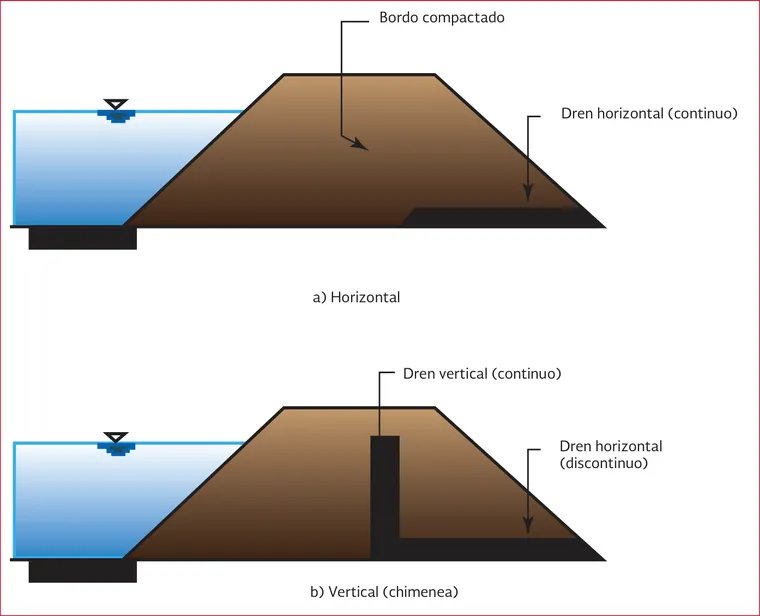 Bordo compactado
Dren horizontal (continuo)
a) Horizontal
Dren vertical (continuo)
Dren horizontal
(discontinuo)
b) Vertical (chimenea)